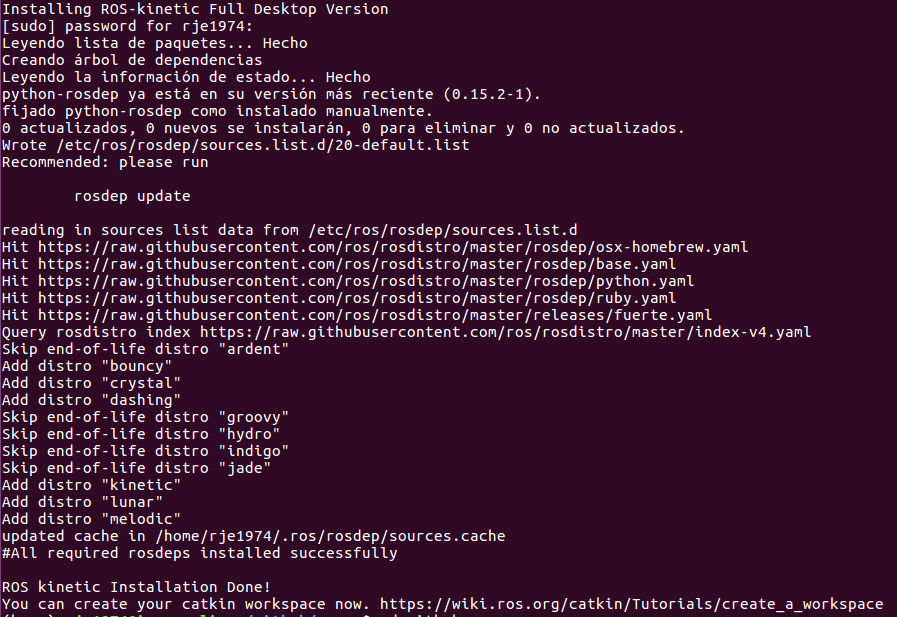 Installing ROS-kinetic Full Desktop Version
[sudo] password for rje1974:
Leyendo lista de paquetes... Hecho
Creando árbol de dependencias
Leyendo la información de estado... Hecho
python-rosdep ya está en su versión más reciente (0.15.2-1).
fijado python-rosdep como instalado manualmente.
0 actualizados, 0 nuevos se instalarán, 0 para eliminar y 0 no actualizados.
Wrote /etc/ros/rosdep/sources.list.d/20-default.list
Recommended: please run
rosdep update
reading in sources list data from /etc/ros/rosdep/sources.list.d
Hit https://raw.githubusercontent.com/ros/rosdistro/master/rosdep/osx-homebrew.yaml
Hit https://raw.githubusercontent.com/ros/rosdistro/master/rosdep/base.yaml
Hit https://raw.githubusercontent.com/ros/rosdistro/master/rosdep/python.yaml
Hit https://raw.githubusercontent.com/ros/rosdistro/master/rosdep/ruby.yaml
Hit https://raw.githubusercontent.com/ros/rosdistro/master/releases/fuerte.yaml
Query rosdistro index https://raw.githubusercontent.com/ros/rosdistro/master/index-v4.yaml
Skip end-of-life distro "ardent"
Add distro "bouncy"
Add distro "crystal"
Add distro "dashing"
Skip end-of-life distro "groovy"
Skip end-of-life distro "hydro"
Skip end-of-life distro "indigo"
Skip end-of-life distro "jade"
Add distro "kinetic"
Add distro "lunar"
Add distro "melodic"
updated cache in /home/rje1974/.ros/rosdep/sources.cache
#All required rosdeps installed successfully
ROS kinetic Installation Done!
You can create your catkin workspace now. https://wiki.ros.org/catkin/Tutorials/create_a_workspace